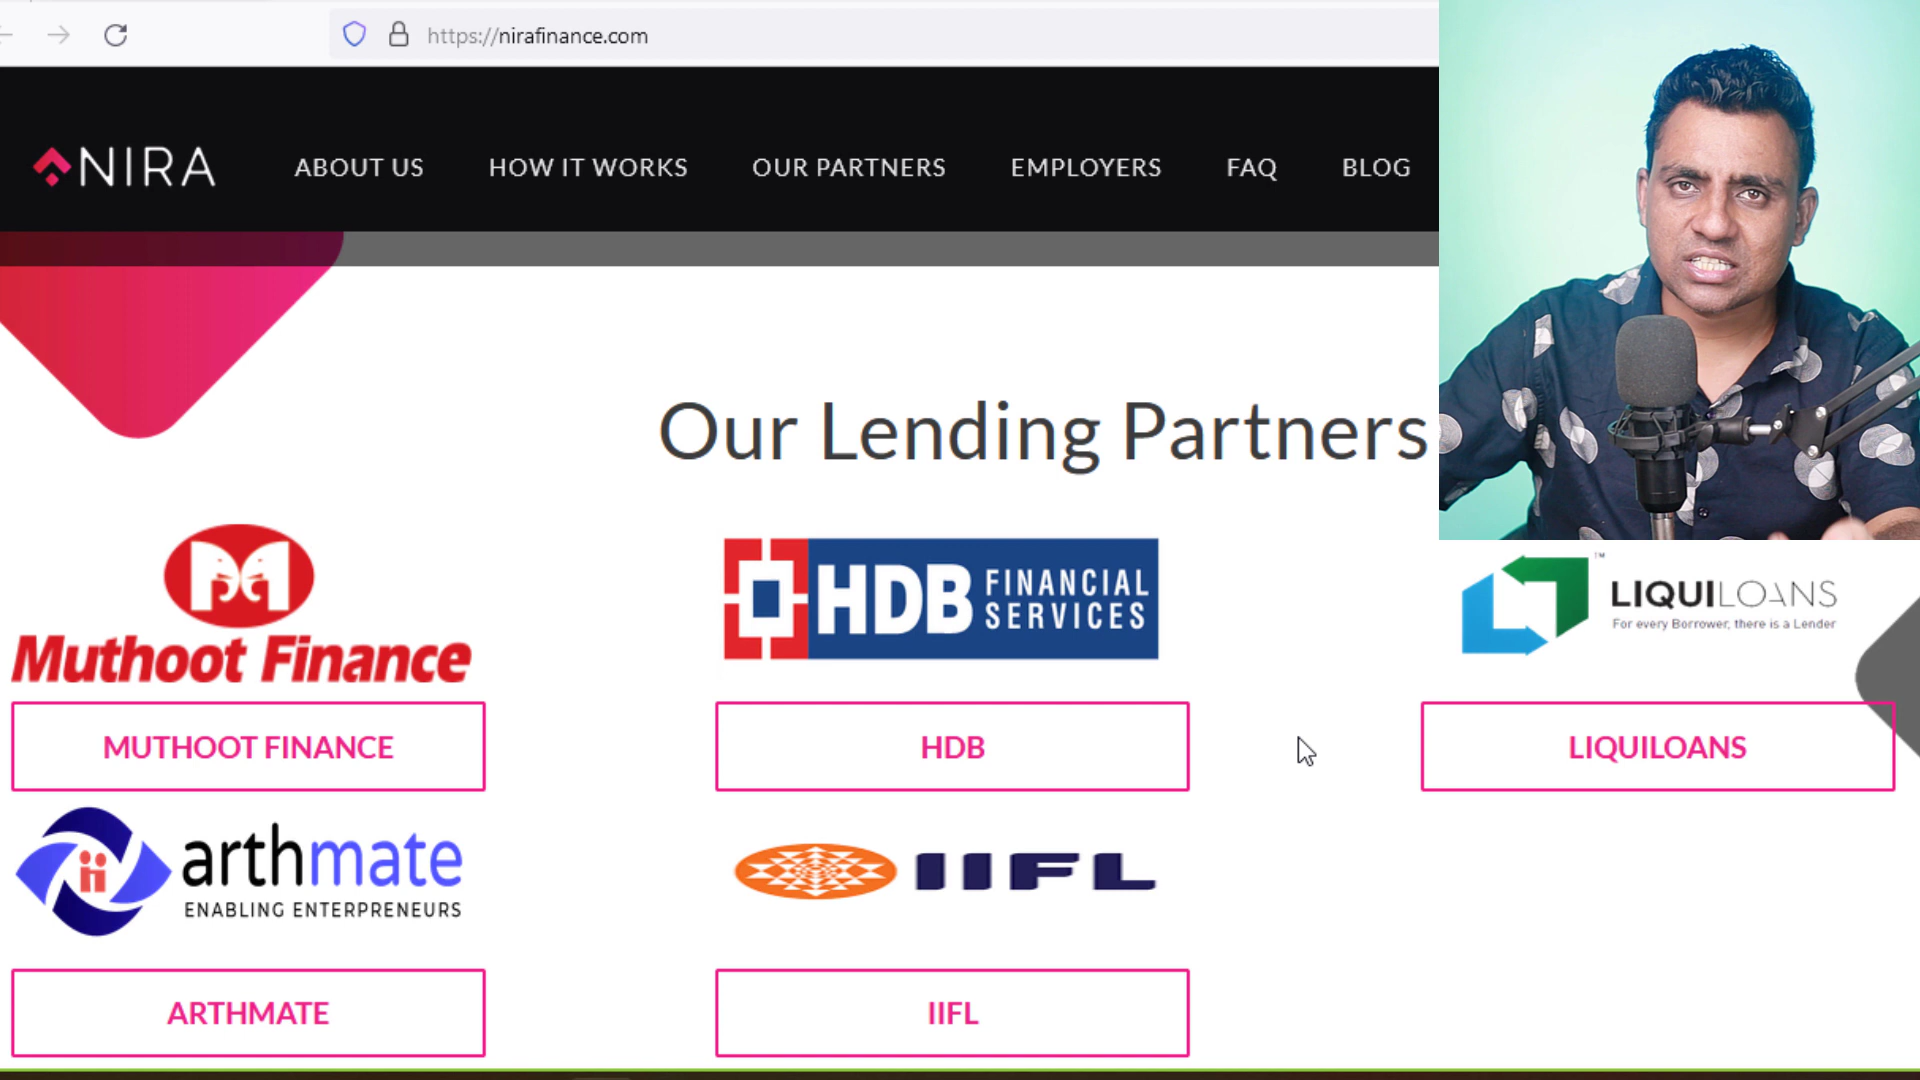 https://nirafinance.com
NIRA
ABOUT US
HOW IT WORKS
OUR PARTNERS
EMPLOYERS
FAQ
BLOG
Our Lending Partners
Muthoot Finance
HDB FINANCIAL SERVICES
LIQUILOANS
™
For every Borrower, there is a Lender
MUTHOOT FINANCE
HDB
LIQUILOANS
arthmate
ENABLING ENTERPRENEURS
IIFL
ARTHMATE
IIFL